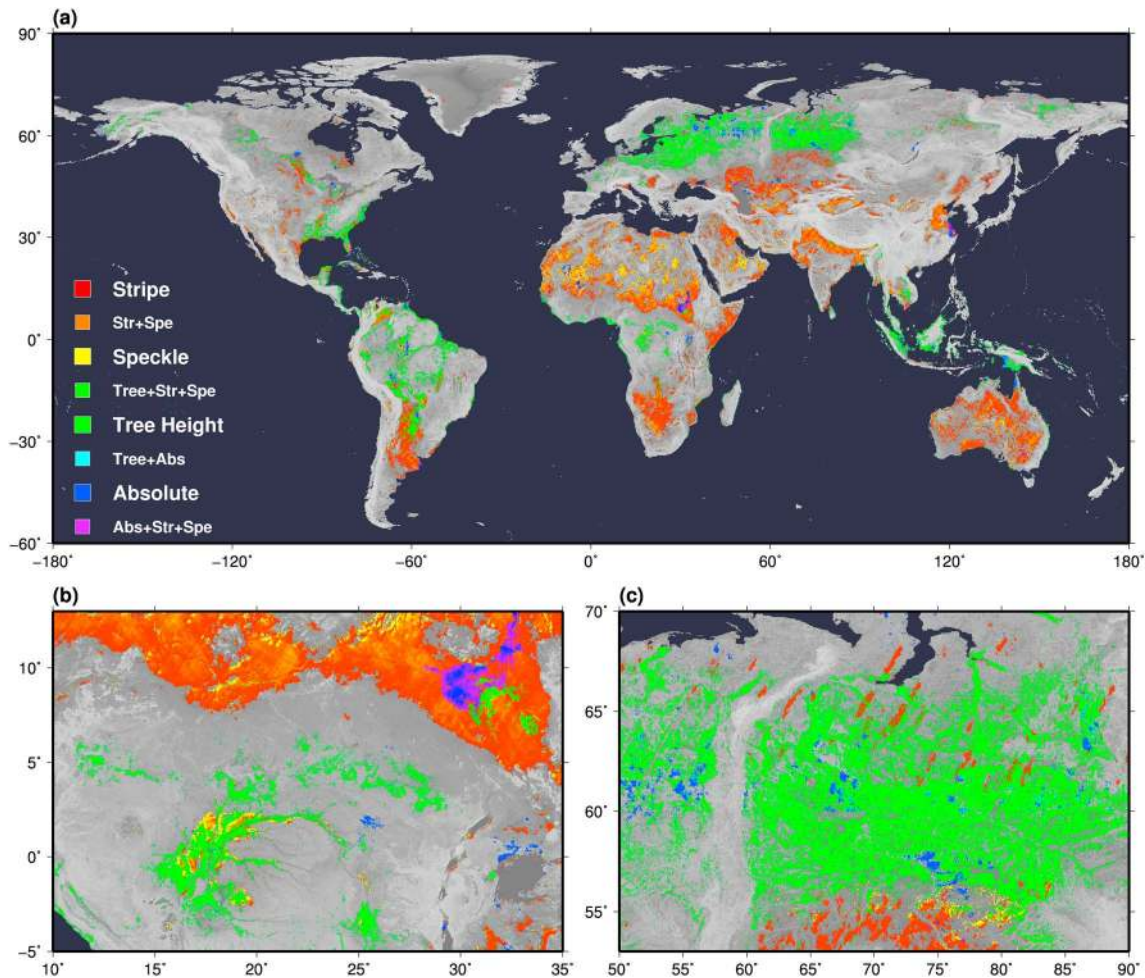 (a)
90˚
60˚
30˚
0˚
−30˚
−60˚
Stripe
Str+Spe
Speckle
Tree+Str+Spe
Tree Height
Tree+Abs
Absolute
Abs+Str+Spe
−180˚ −120˚ −60˚ 0˚ 60˚ 120˚ 180˚
(b)
10˚
5˚
0˚
−5˚
10˚ 15˚ 20˚ 25˚ 30˚ 35˚
(c)
70˚
65˚
60˚
55˚
50˚ 55˚ 60˚ 65˚ 70˚ 75˚ 80˚ 85˚ 90˚